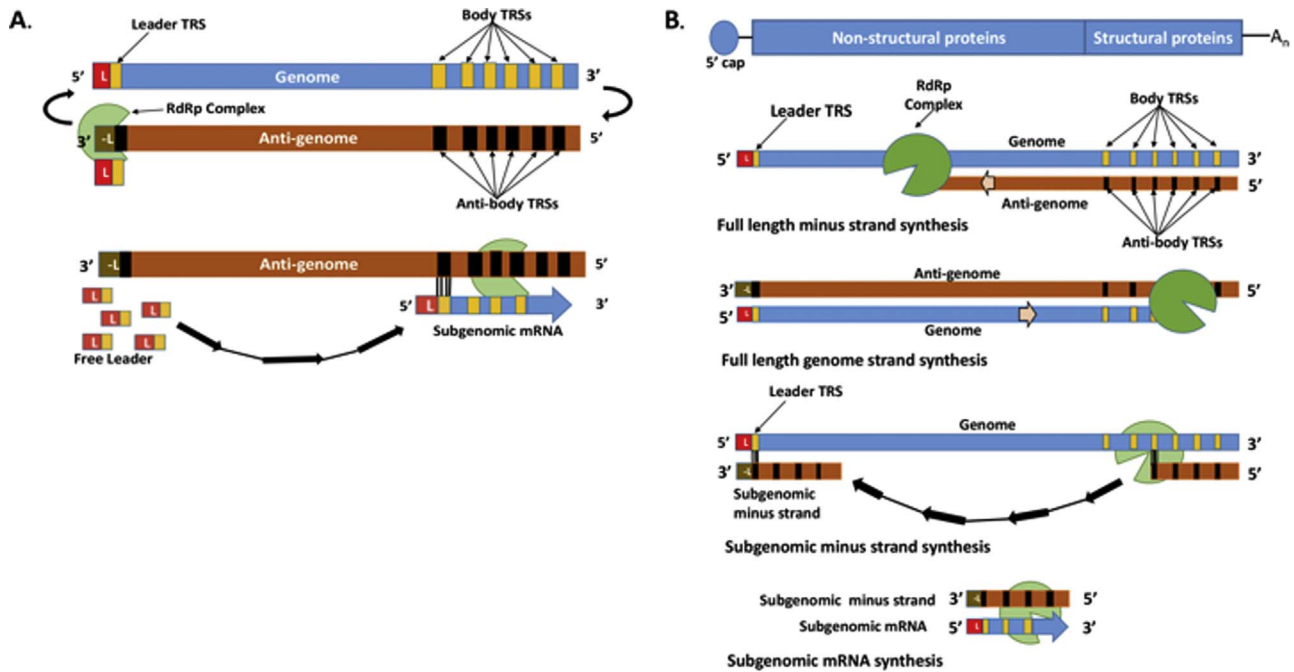 A.
Leader TRS
Body TRSs
5’
L
Genome
3’
RdRp Complex
3’
-L
Anti-genome
5’
Anti-body TRSs
3’
-L
Anti-genome
5’
L
L
L
L
L
Free Leader
5’
L
3’
Subgenomic mRNA
B.
5’ cap
Non-structural proteins
Structural proteins
An
RdRp
Complex
Leader TRS
Body TRSs
Genome
5’
L
3’
5’
Anti-genome
Full length minus strand synthesis
Anti-body TRSs
Anti-genome
3’
-L
5’
5’
L
Genome
Full length genome strand synthesis
Leader TRS
Genome
5’
L
3’
3’
-L
5’
Subgenomic
minus strand
Subgenomic minus strand synthesis
Subgenomic minus strand
3’
-L
5’
Subgenomic mRNA
5’
L
3’
Subgenomic mRNA synthesis